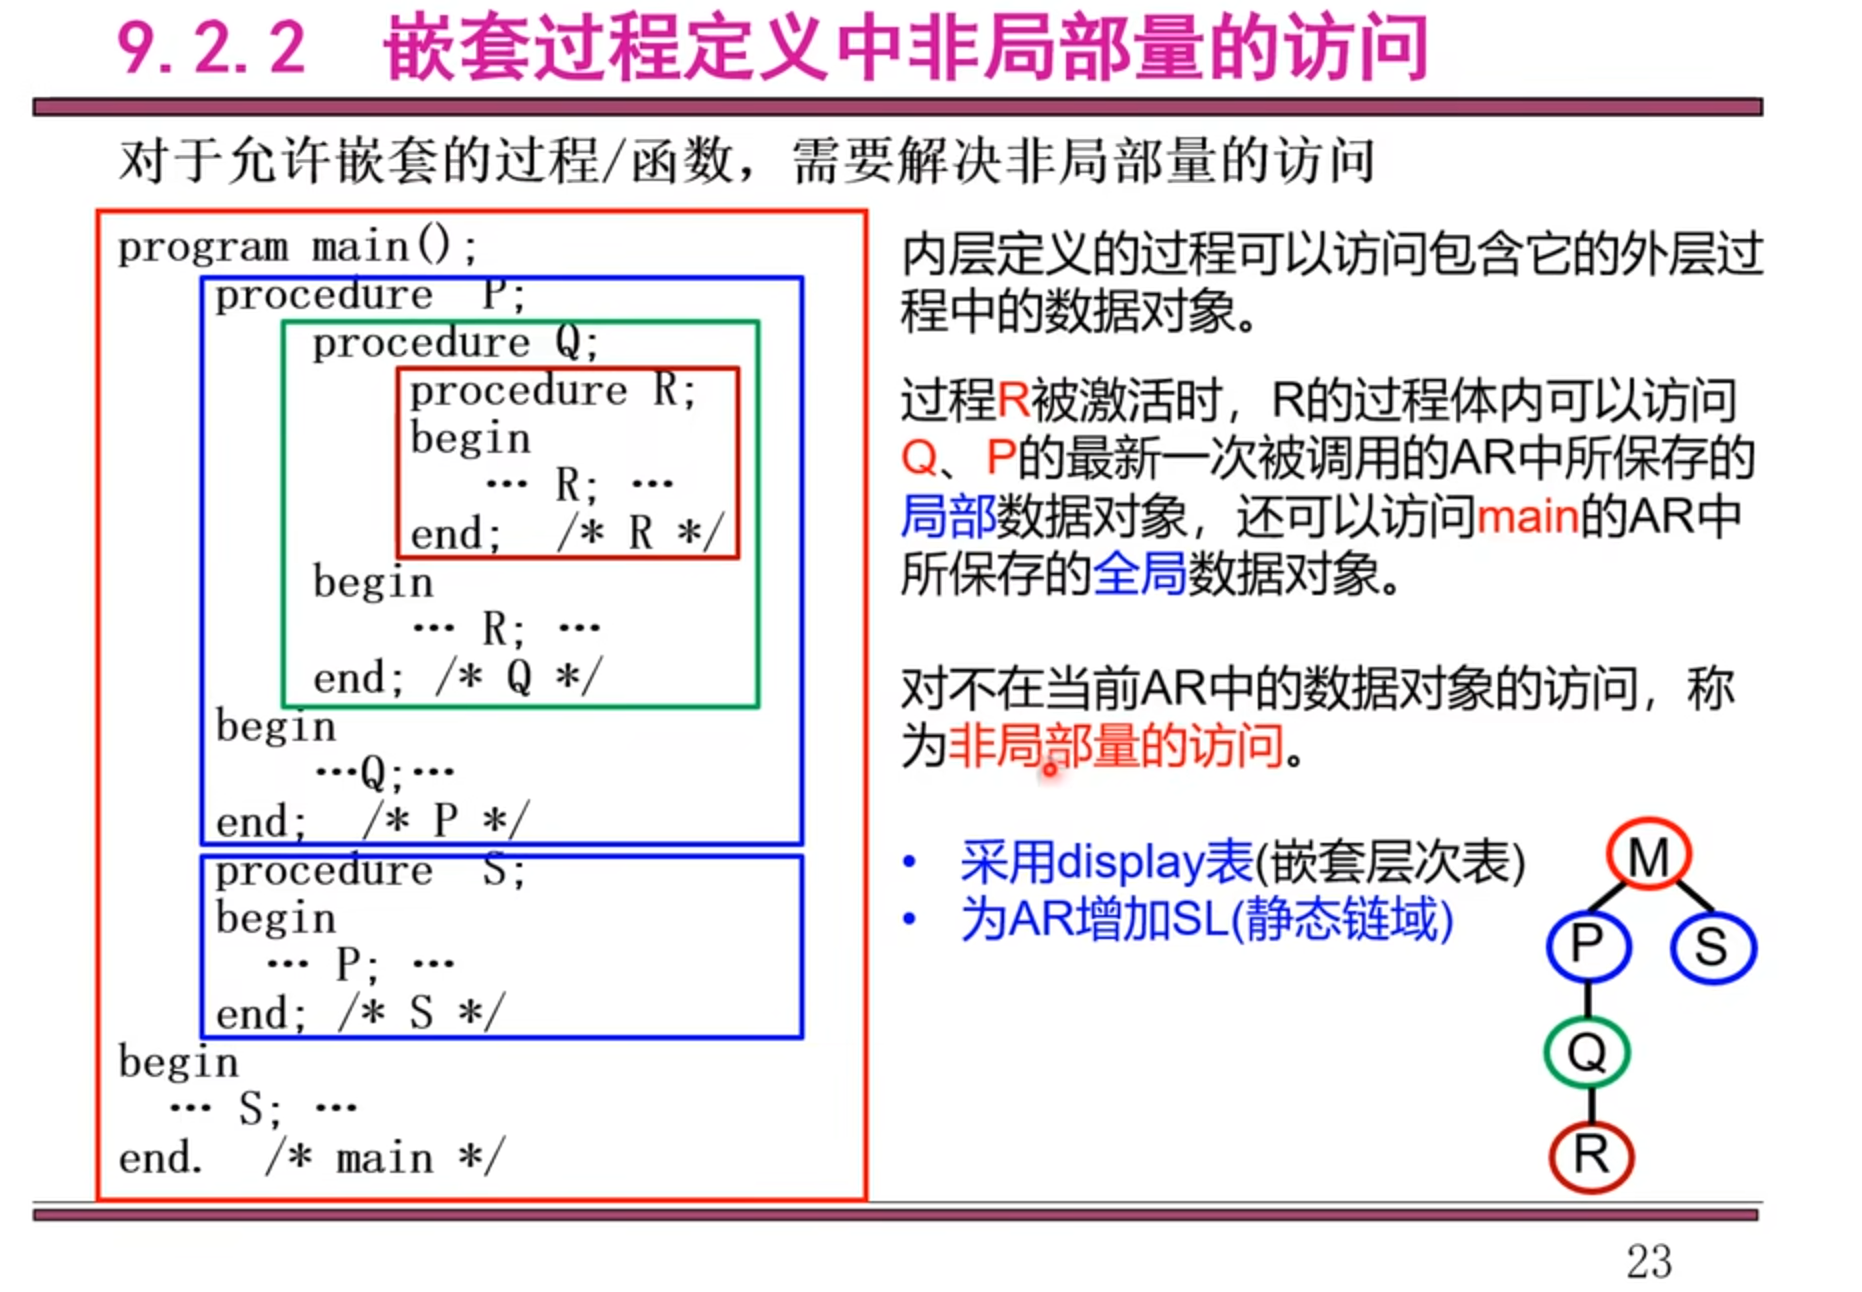 9.2.2 嵌套过程定义中非局部量的访问
对于允许嵌套的过程/函数，需要解决非局部量的访问
program main();
procedure P;
procedure Q;
procedure R;
begin
… R; …
end; /* R */
begin
… R; …
end; /* Q */
begin
…Q;…
end; /* P */
procedure S;
begin
… P; …
end; /* S */
begin
… S; …
end. /* main */
内层定义的过程可以访问包含它的外层过
程中的数据对象。
过程R被激活时，R的过程体内可以访问
Q、P的最新一次被调用的AR中所保存的
局部数据对象，还可以访问main的AR中
所保存的全局数据对象。
对不在当前AR中的数据对象的访问，称
为非局部量的访问。
• 采用display表(嵌套层次表)
• 为AR增加SL(静态链域)
M
P
S
Q
R
23